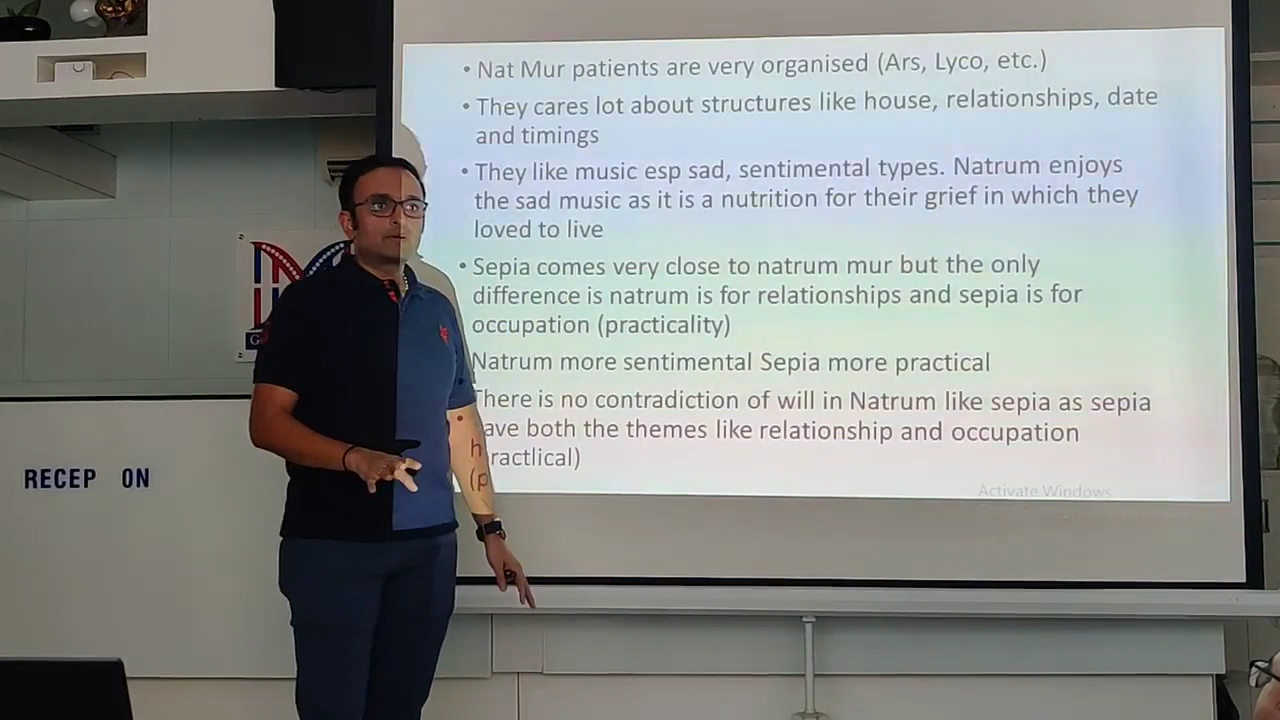 • Nat Mur patients are very organised (Ars, Lyco, etc.)
• They cares lot about structures like house, relationships, date
and timings
• They like music esp sad, sentimental types. Natrum enjoys
the sad music as it is a nutrition for their grief in which they
loved to live
• Sepia comes very close to natrum mur but the only
difference is natrum is for relationships and sepia is for
occupation (practicality)
Natrum more sentimental Sepia more practical
There is no contradiction of will in Natrum like sepia as sepia
ave both the themes like relationship and occupation
ractlical)
h
(p
Activate Windows
RECEP ON